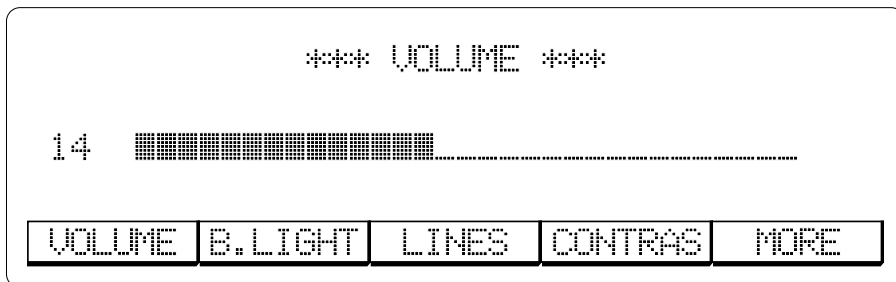 *** VOLUME ***
14
VOLUME B.LIGHT LINES CONTRAS MORE